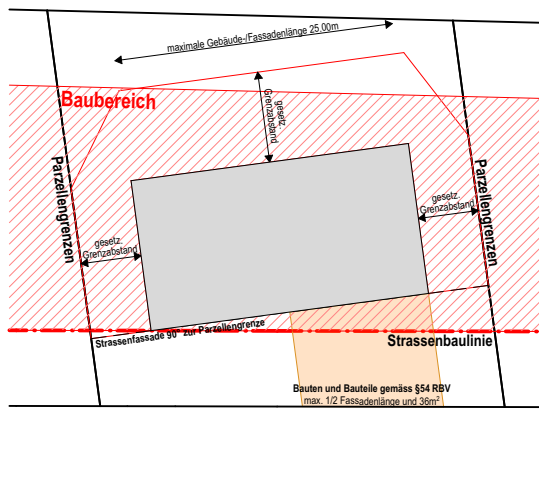 maximale Gebäude-/Fassadenlänge 25.00m
Baubereich
gesetz.
Grenzabstand
Parzellengrenzen
Parzellengrenzen
gesetz.
Grenzabstand
gesetz.
Grenzabstand
Strassenfassade 90° zur Parzellengrenze
Strassenbaulinie
Bauten und Bauteile gemäss §54 RBV
max. 1/2 Fassadenlänge und 36m²